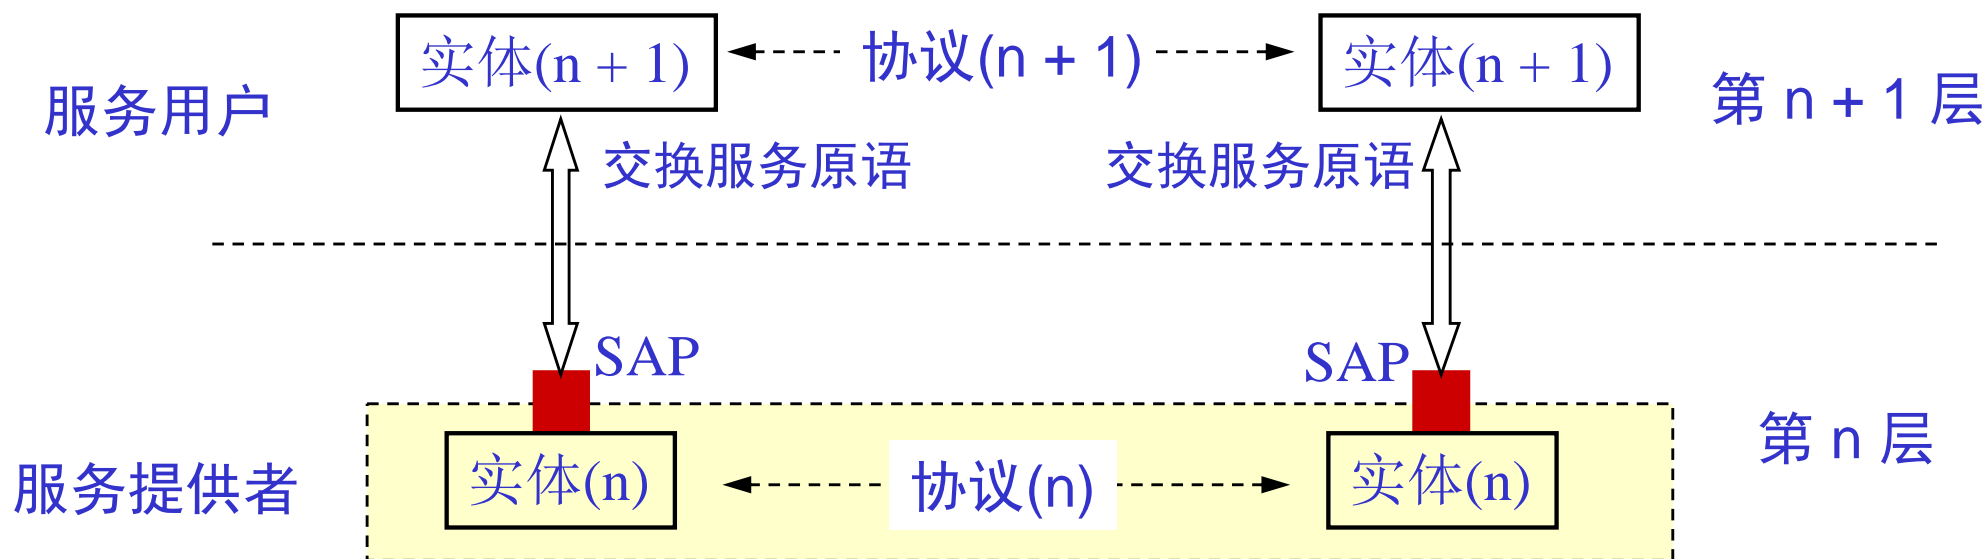 实体(n + 1)
协议(n + 1)
实体(n + 1)
服务用户
第 n + 1 层
交换服务原语
交换服务原语
SAP
SAP
第 n 层
服务提供者
实体(n)
协议(n)
实体(n)